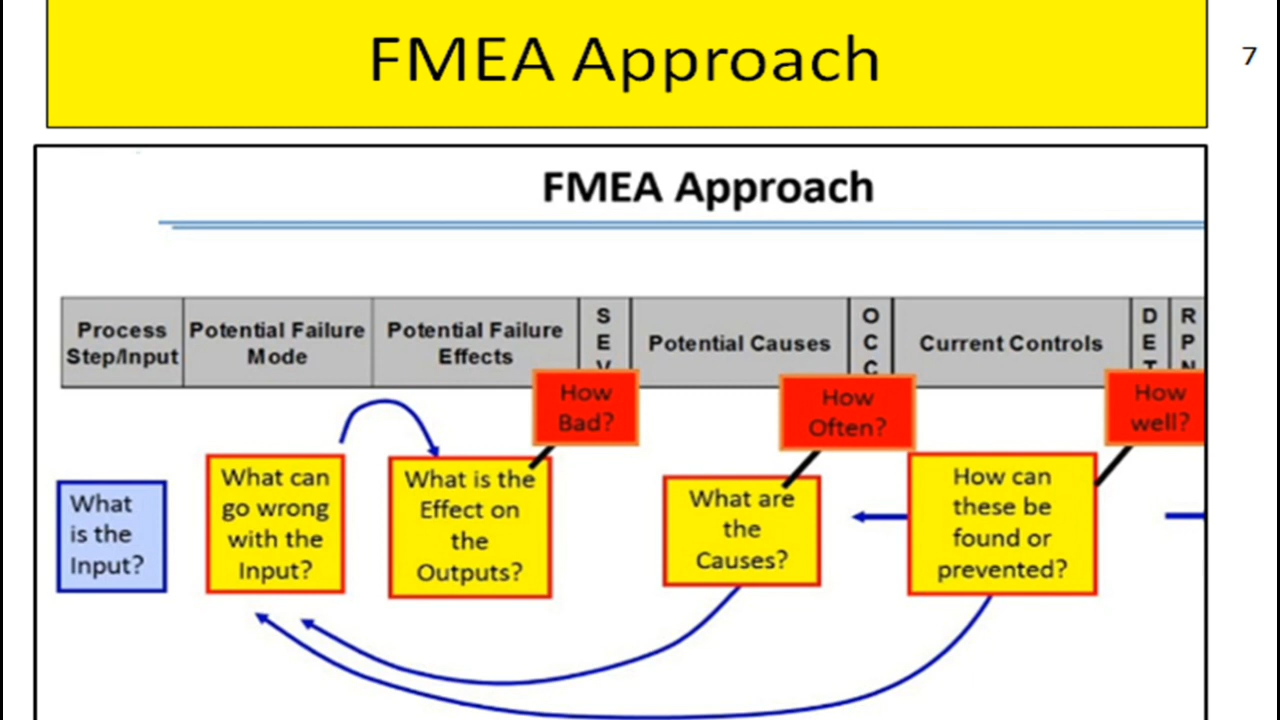 FMEA Approach
7
FMEA Approach
Process
Step/Input
Potential Failure
Mode
Potential Failure
Effects
S
E
V
Potential Causes
O
C
C
Current Controls
D
E
T
R
P
N
How
Bad?
How
Often?
How
well?
What
is the
Input?
What can
go wrong
with the
Input?
What is the
Effect on
the
Outputs?
What are
the
Causes?
How can
these be
found or
prevented?